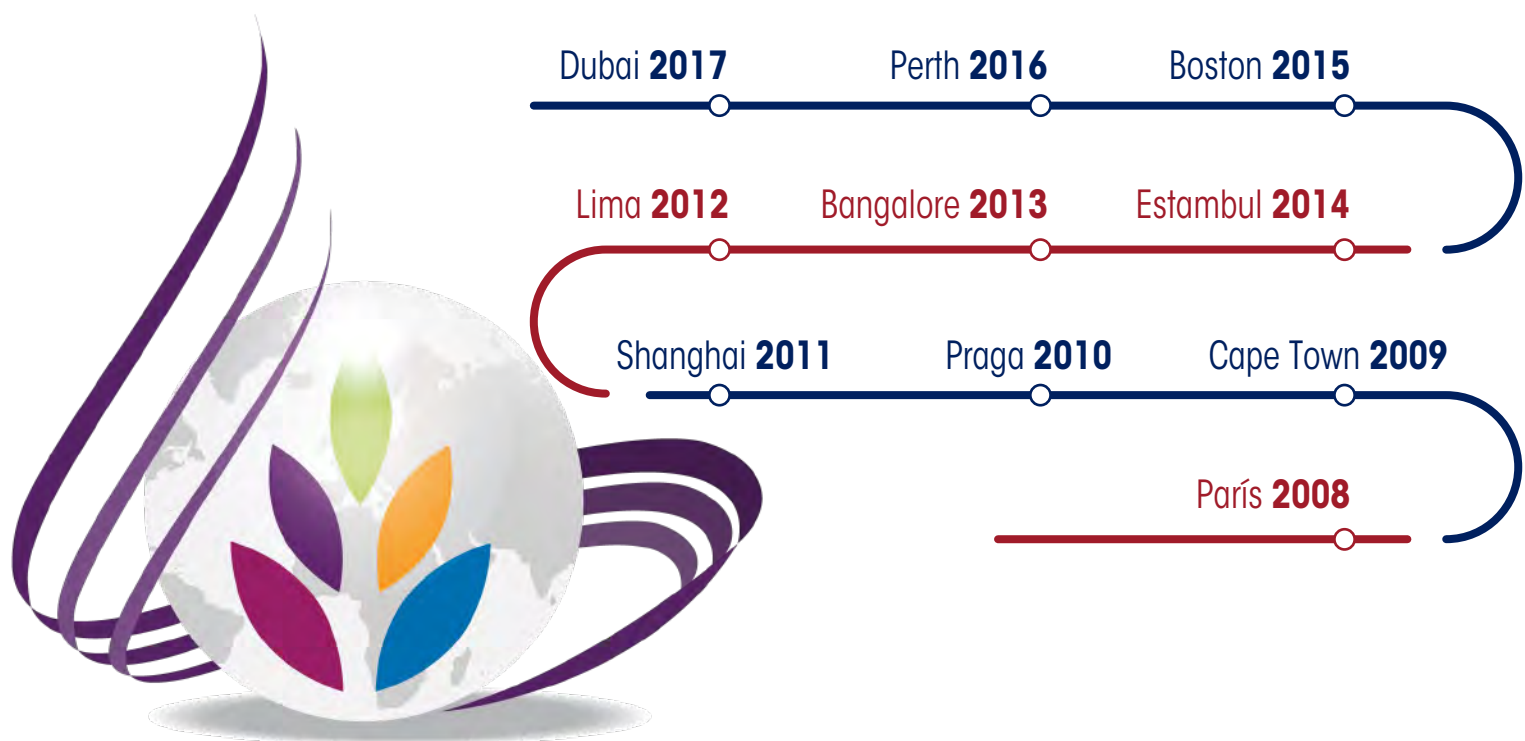 Dubai 2017 Perth 2016 Boston 2015
Lima 2012 Bangalore 2013 Estambul 2014
Shanghai 2011 Praga 2010 Cape Town 2009
París 2008